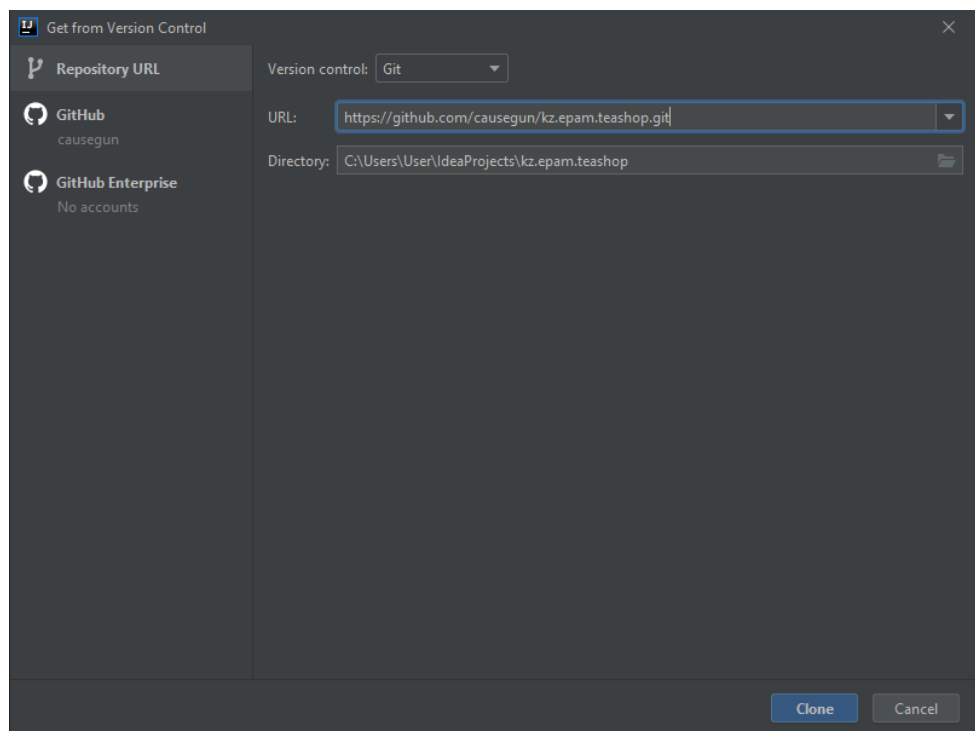 IJ Get from Version Control
Repository URL
GitHub
causegun
GitHub Enterprise
No accounts
Version control: Git
URL: https://github.com/causegun/kz.epam.teashop.git
Directory: C:\Users\User\IdeaProjects\kz.epam.teashop
Clone Cancel